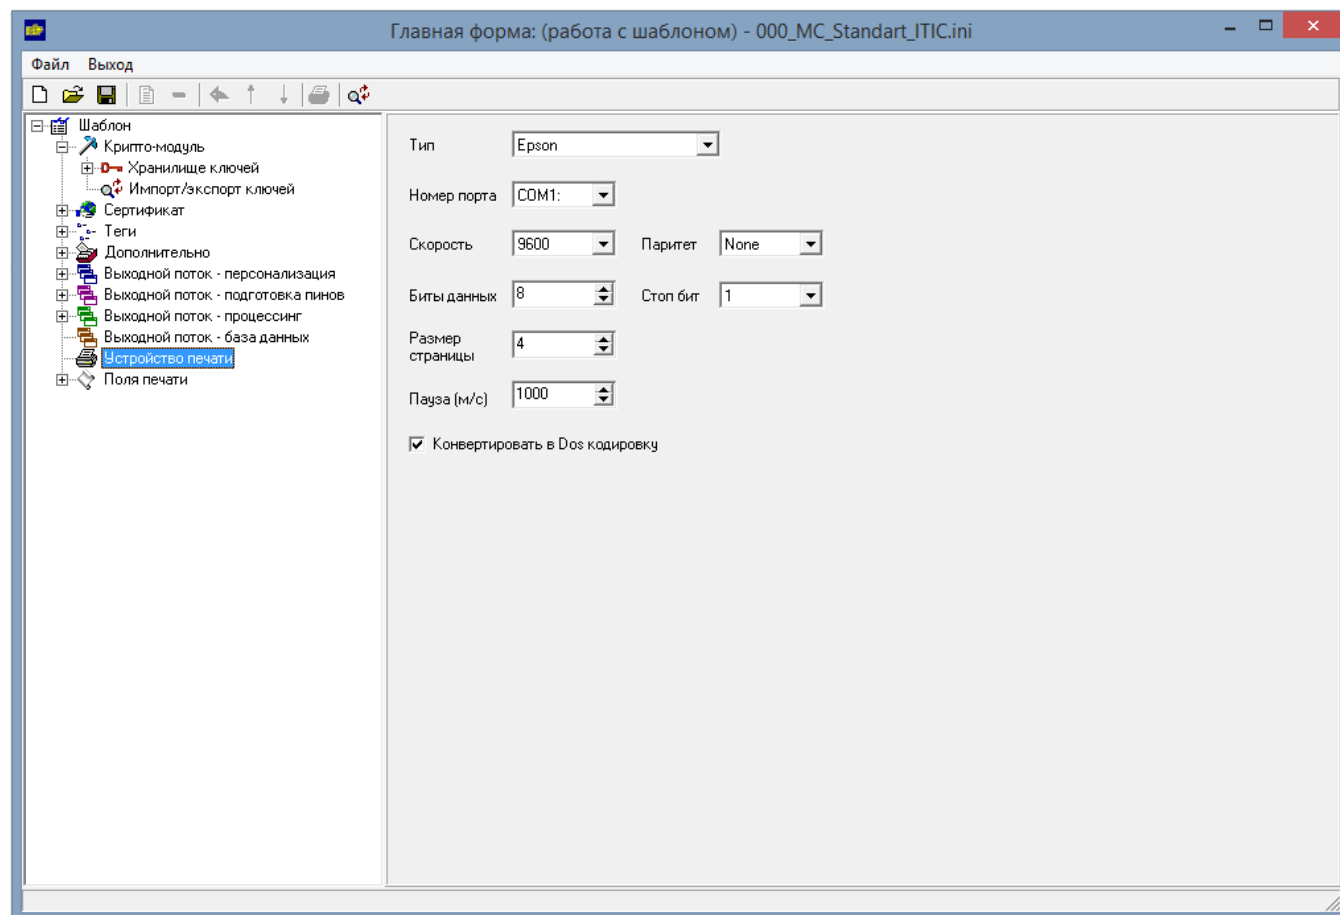 Главная форма: (работа с шаблоном) - 000_MC_Standart_ITIC.ini
Файл Выход
Шаблон
Крипто-модуль
Хранилище ключей
Импорт/экспорт ключей
Сертификат
Теги
Дополнительно
Выходной поток - персонализация
Выходной поток - подготовка пинов
Выходной поток - процессинг
Выходной поток - база данных
Устройство печати
Поля печати
Тип Epson
Номер порта COM1:
Скорость 9600 Паритет None
Биты данных 8 Стоп бит 1
Размер
страницы 4
Пауза (м/с) 1000
Конвертировать в Dos кодировку